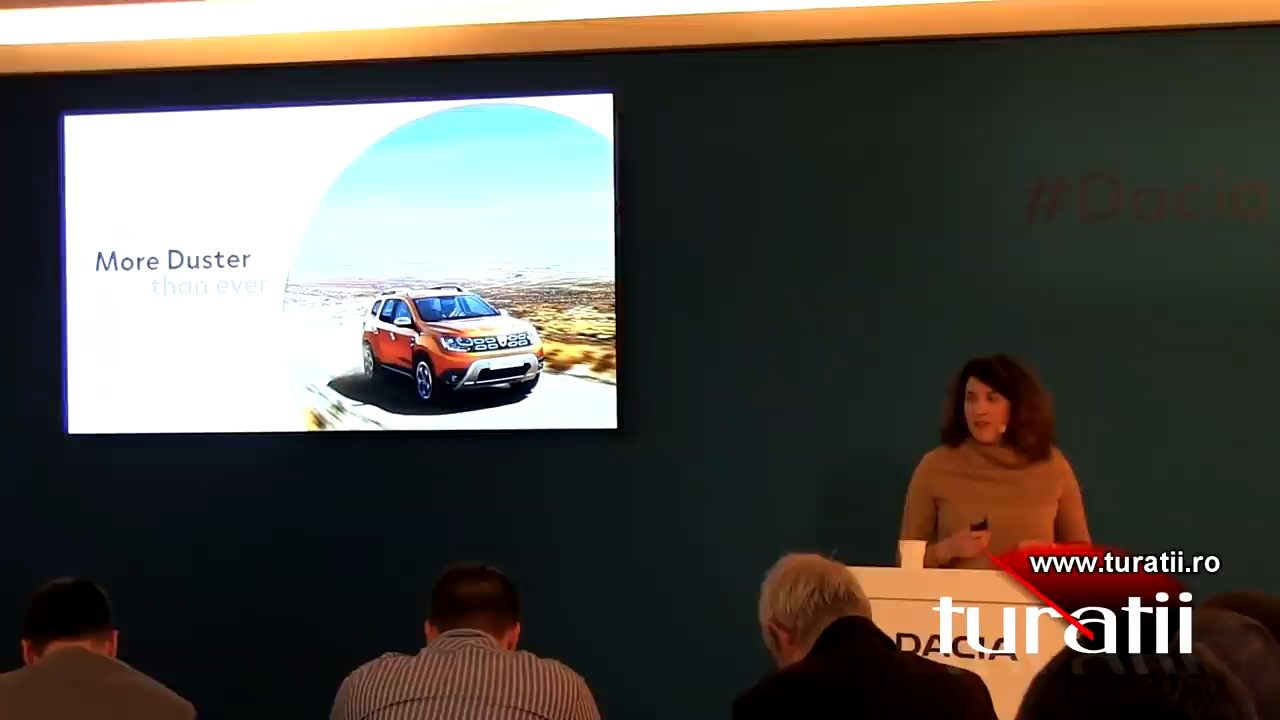 More Duster
than ever
#Dacia
www.turatii.ro
turatii
DACIA